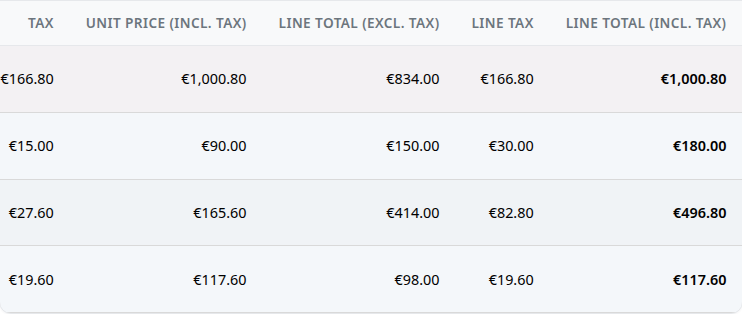 TAX UNIT PRICE (INCL. TAX) LINE TOTAL (EXCL. TAX) LINE TAX LINE TOTAL (INCL. TAX)
€166.80 €1,000.80 €834.00 €166.80 €1,000.80
€15.00 €90.00 €150.00 €30.00 €180.00
€27.60 €165.60 €414.00 €82.80 €496.80
€19.60 €117.60 €98.00 €19.60 €117.60